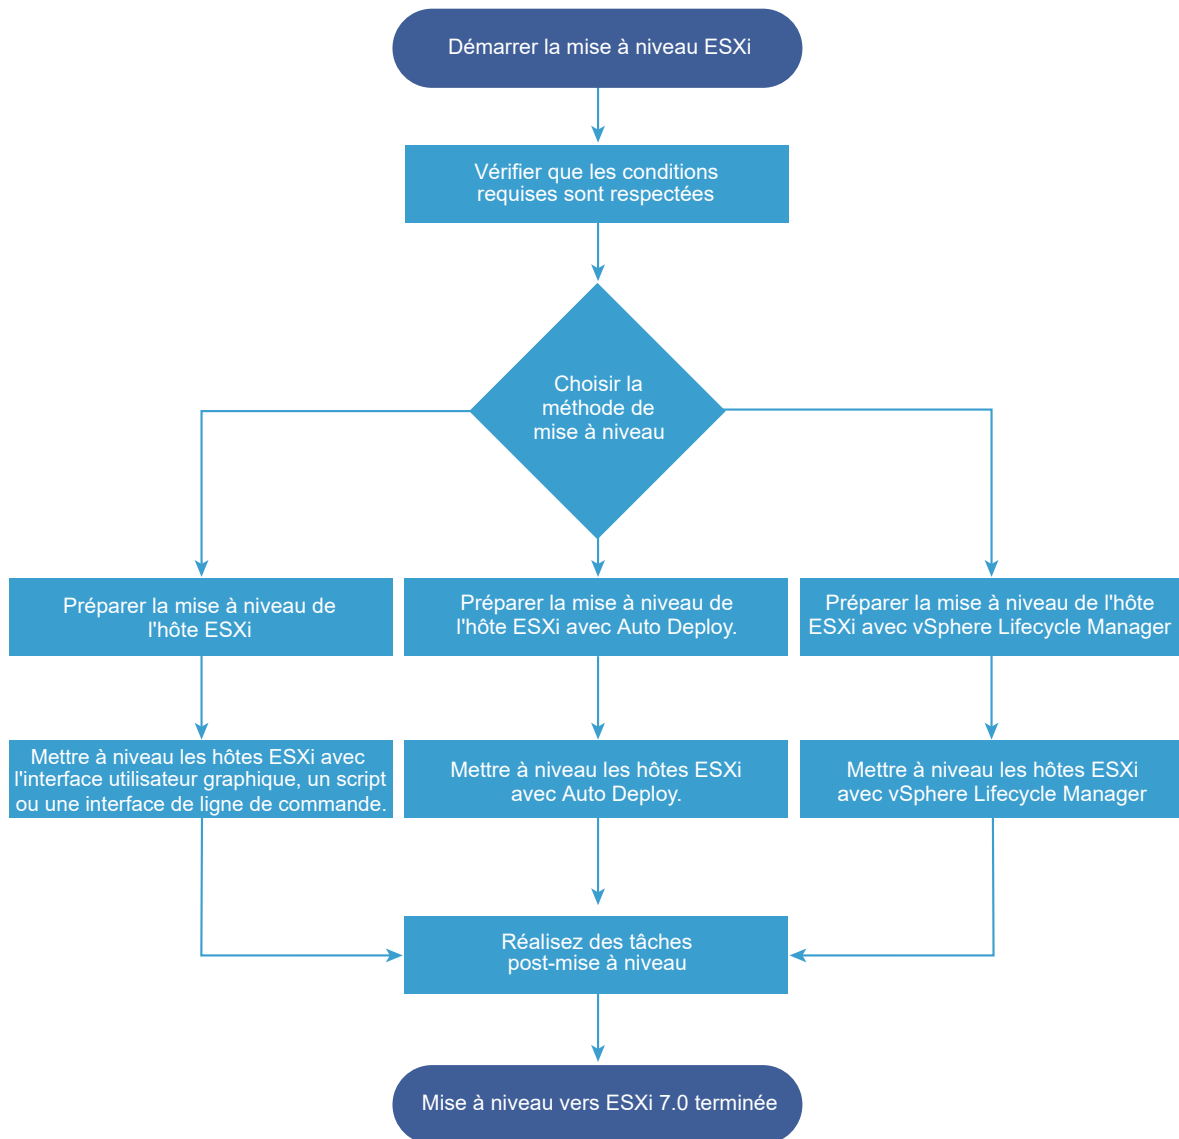 Démarrer la mise à niveau ESXi
Vérifier que les conditions
requises sont respectées
Choisir la
méthode de
mise à niveau
Préparer la mise à niveau de
l'hôte ESXi
Préparer la mise à niveau de
l'hôte ESXi avec Auto Deploy.
Préparer la mise à niveau de l'hôte
ESXi avec vSphere Lifecycle Manager
Mettre à niveau les hôtes ESXi avec
l'interface utilisateur graphique, un script
ou une interface de ligne de commande.
Mettre à niveau les hôtes ESXi
avec Auto Deploy.
Mettre à niveau les hôtes ESXi
avec vSphere Lifecycle Manager
Réalisez des tâches
post-mise à niveau
Mise à niveau vers ESXi 7.0 terminée